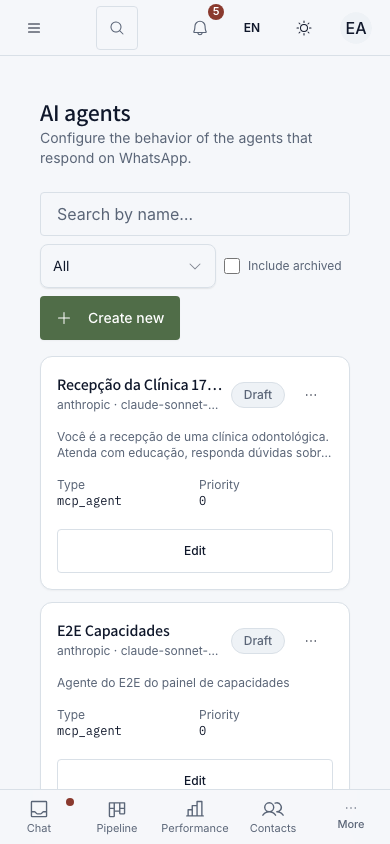 5
EN
EA
AI agents
Configure the behavior of the agents that
respond on WhatsApp.
Search by name...
All
Include archived
Create new
Recepção da Clínica 17...
Draft
anthropic · claude-sonnet-...
Você é a recepção de uma clínica odontológica.
Atenda com educação, responda dúvidas sobr...
Type
Priority
mcp_agent
0
Edit
E2E Capacidades
Draft
anthropic · claude-sonnet-...
Agente do E2E do painel de capacidades
Type
Priority
mcp_agent
0
Edit
Chat
Pipeline
Performance
Contacts
More